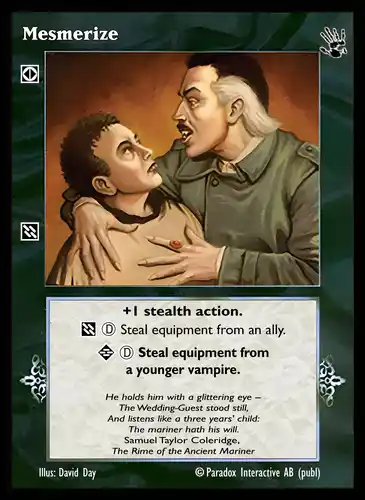 Mesmerize
+1 stealth action.
Ⓓ Steal equipment from an ally.
Ⓓ Steal equipment from
a younger vampire.
He holds him with a glittering eye –
The Wedding-Guest stood still,
And listens like a three years' child:
The mariner hath his will.
Samuel Taylor Coleridge,
The Rime of the Ancient Mariner
Illus: David Day
© Paradox Interactive AB (publ)